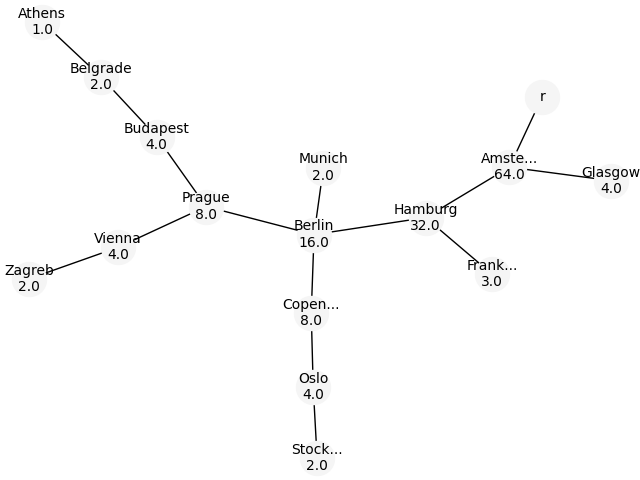 Athens
1.0
Belgrade
2.0
r
Budapest
4.0
Munich
2.0
Amste...
64.0
Glasgow
4.0
Prague
8.0
Hamburg
32.0
Berlin
16.0
Vienna
4.0
Zagreb
2.0
Frank...
3.0
Copen...
8.0
Oslo
4.0
Stock...
2.0